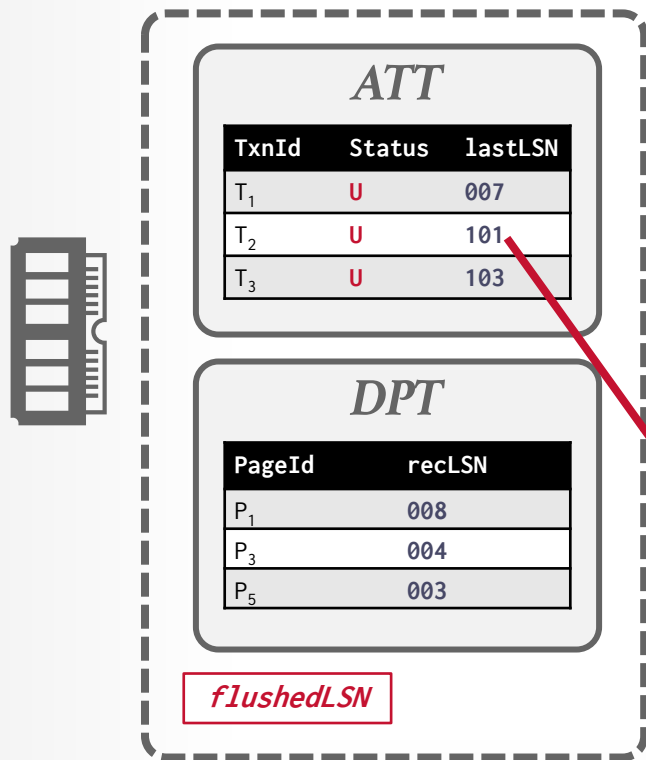 ATT
TxnId Status lastLSN
T₁ U 007
T₂ U 101
T₃ U 103
DPT
PageId recLSN
P₁ 008
P₃ 004
P₅ 003
flushedLSN